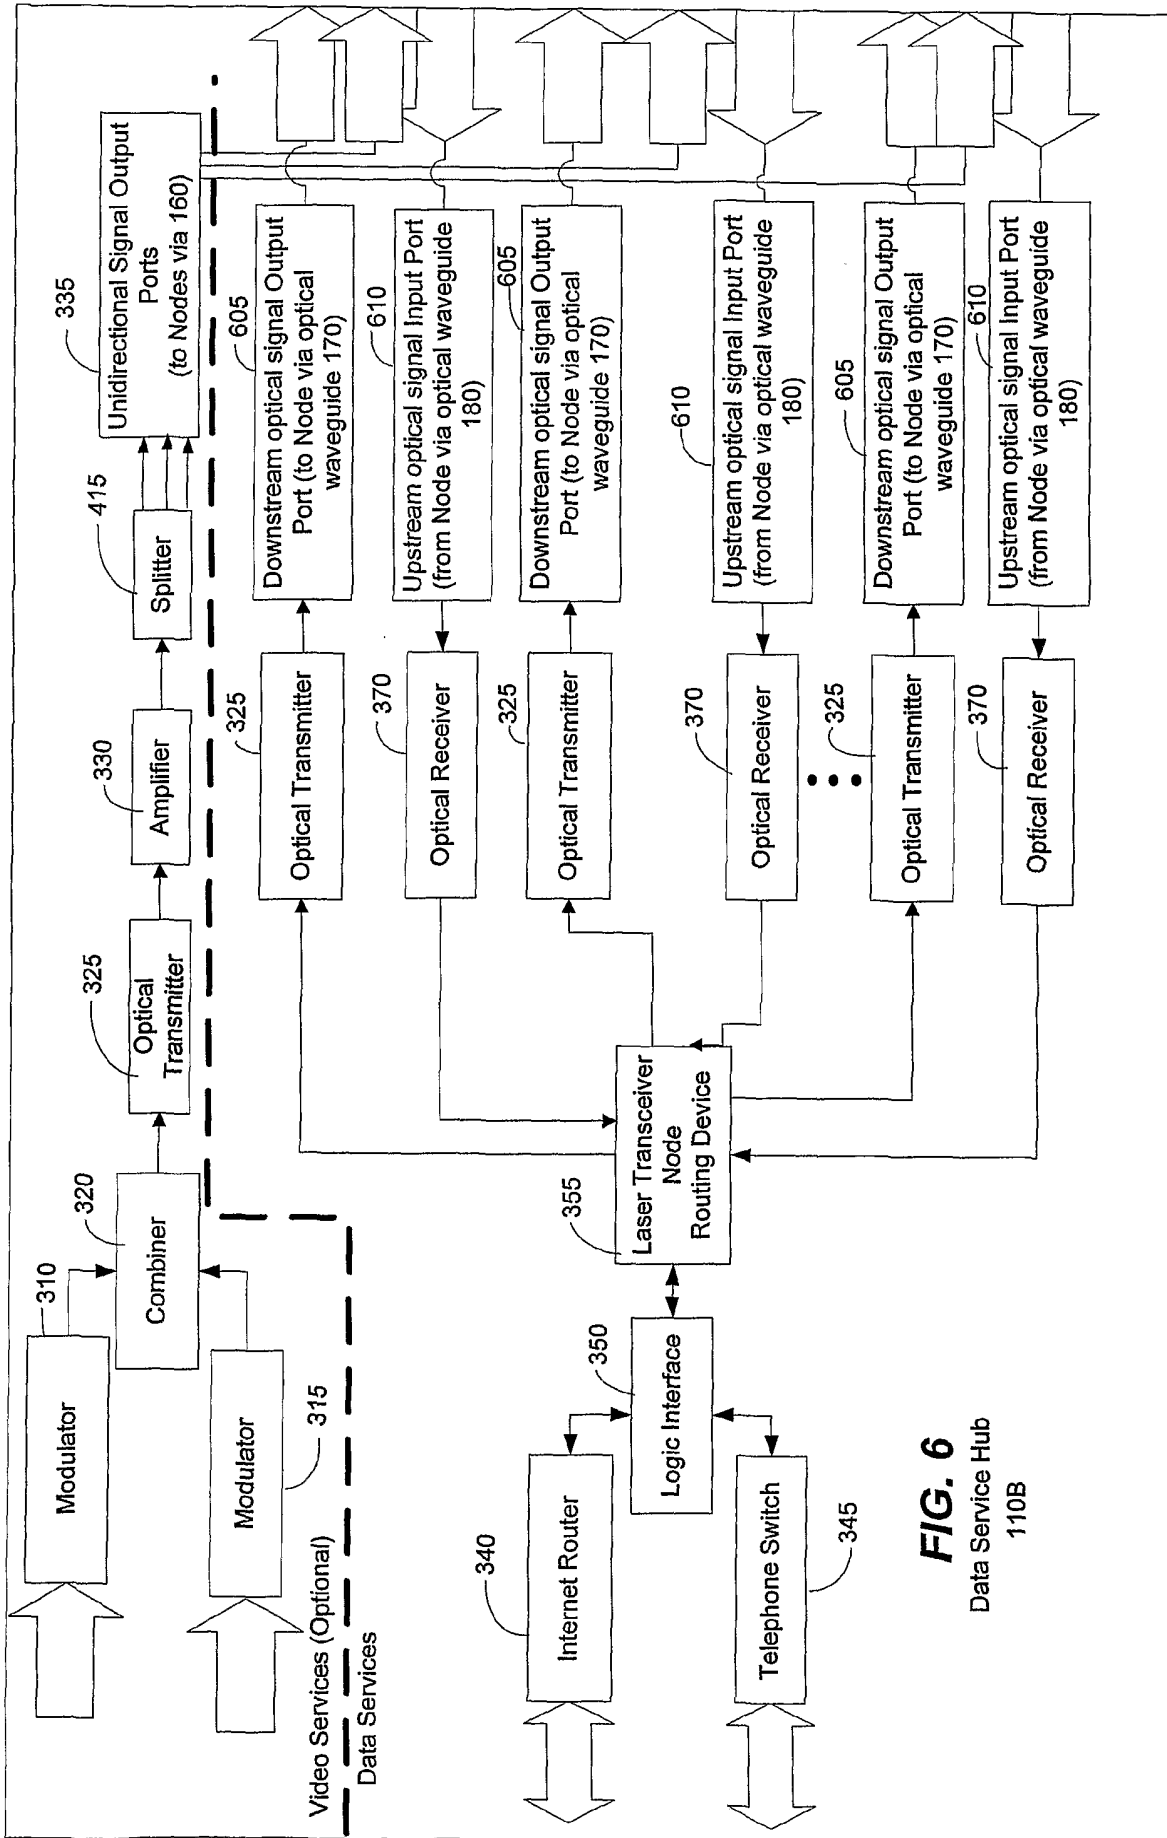 310
Modulator
320
Combiner
Modulator
315
325
Optical
Transmitter
330
Amplifier
415
Splitter
335
Unidirectional Signal Output
Ports
(to Nodes via 160)
Video Services (Optional)
Data Services
340
Internet Router
350
Logic Interface
Telephone Switch
345
355
Laser Transceiver
Node
Routing Device
325
Optical Transmitter
605
Downstream optical signal Output
Port (to Node via optical
waveguide 170)
370
Optical Receiver
610
Upstream optical signal Input Port
(from Node via optical waveguide
180)
325
Optical Transmitter
605
Downstream optical signal Output
Port (to Node via optical
waveguide 170)
370
Optical Receiver
610
Upstream optical signal Input Port
(from Node via optical waveguide
180)
325
Optical Transmitter
605
Downstream optical signal Output
Port (to Node via optical
waveguide 170)
370
Optical Receiver
610
Upstream optical signal Input Port
(from Node via optical waveguide
180)
FIG. 6
Data Service Hub
110B